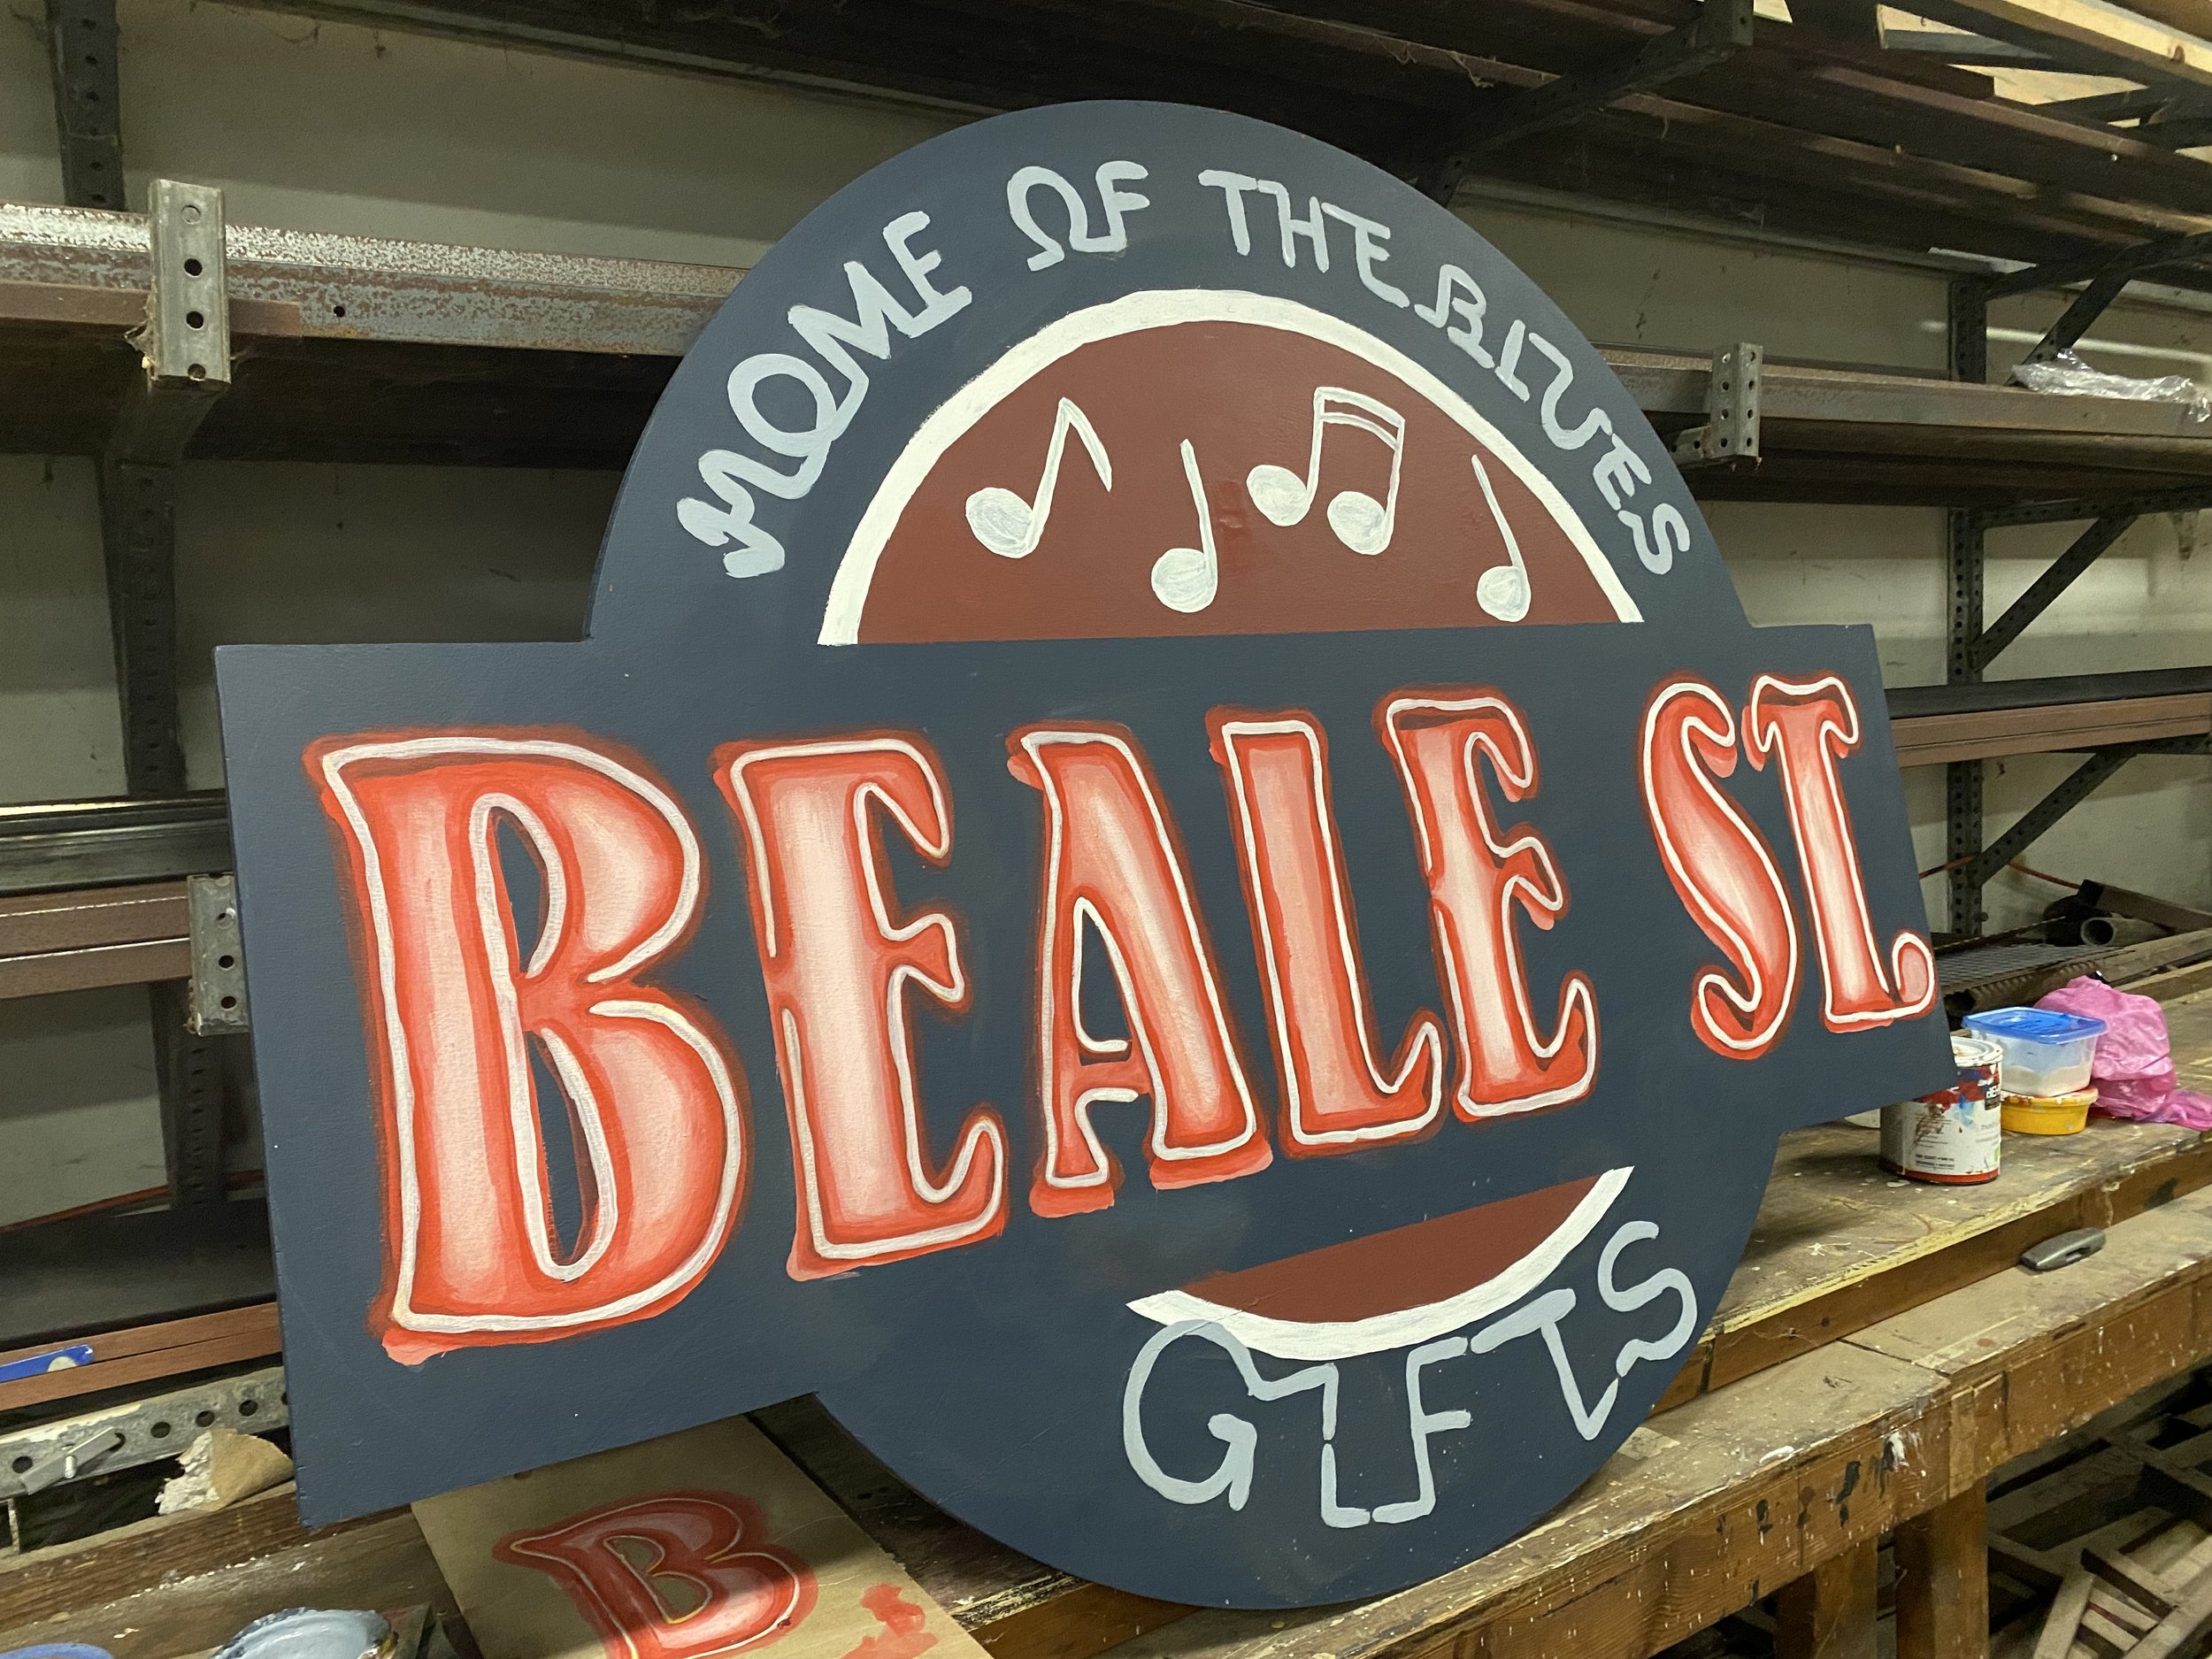 HOME OF THE BLUES
BEALE ST.
GIFTS
B